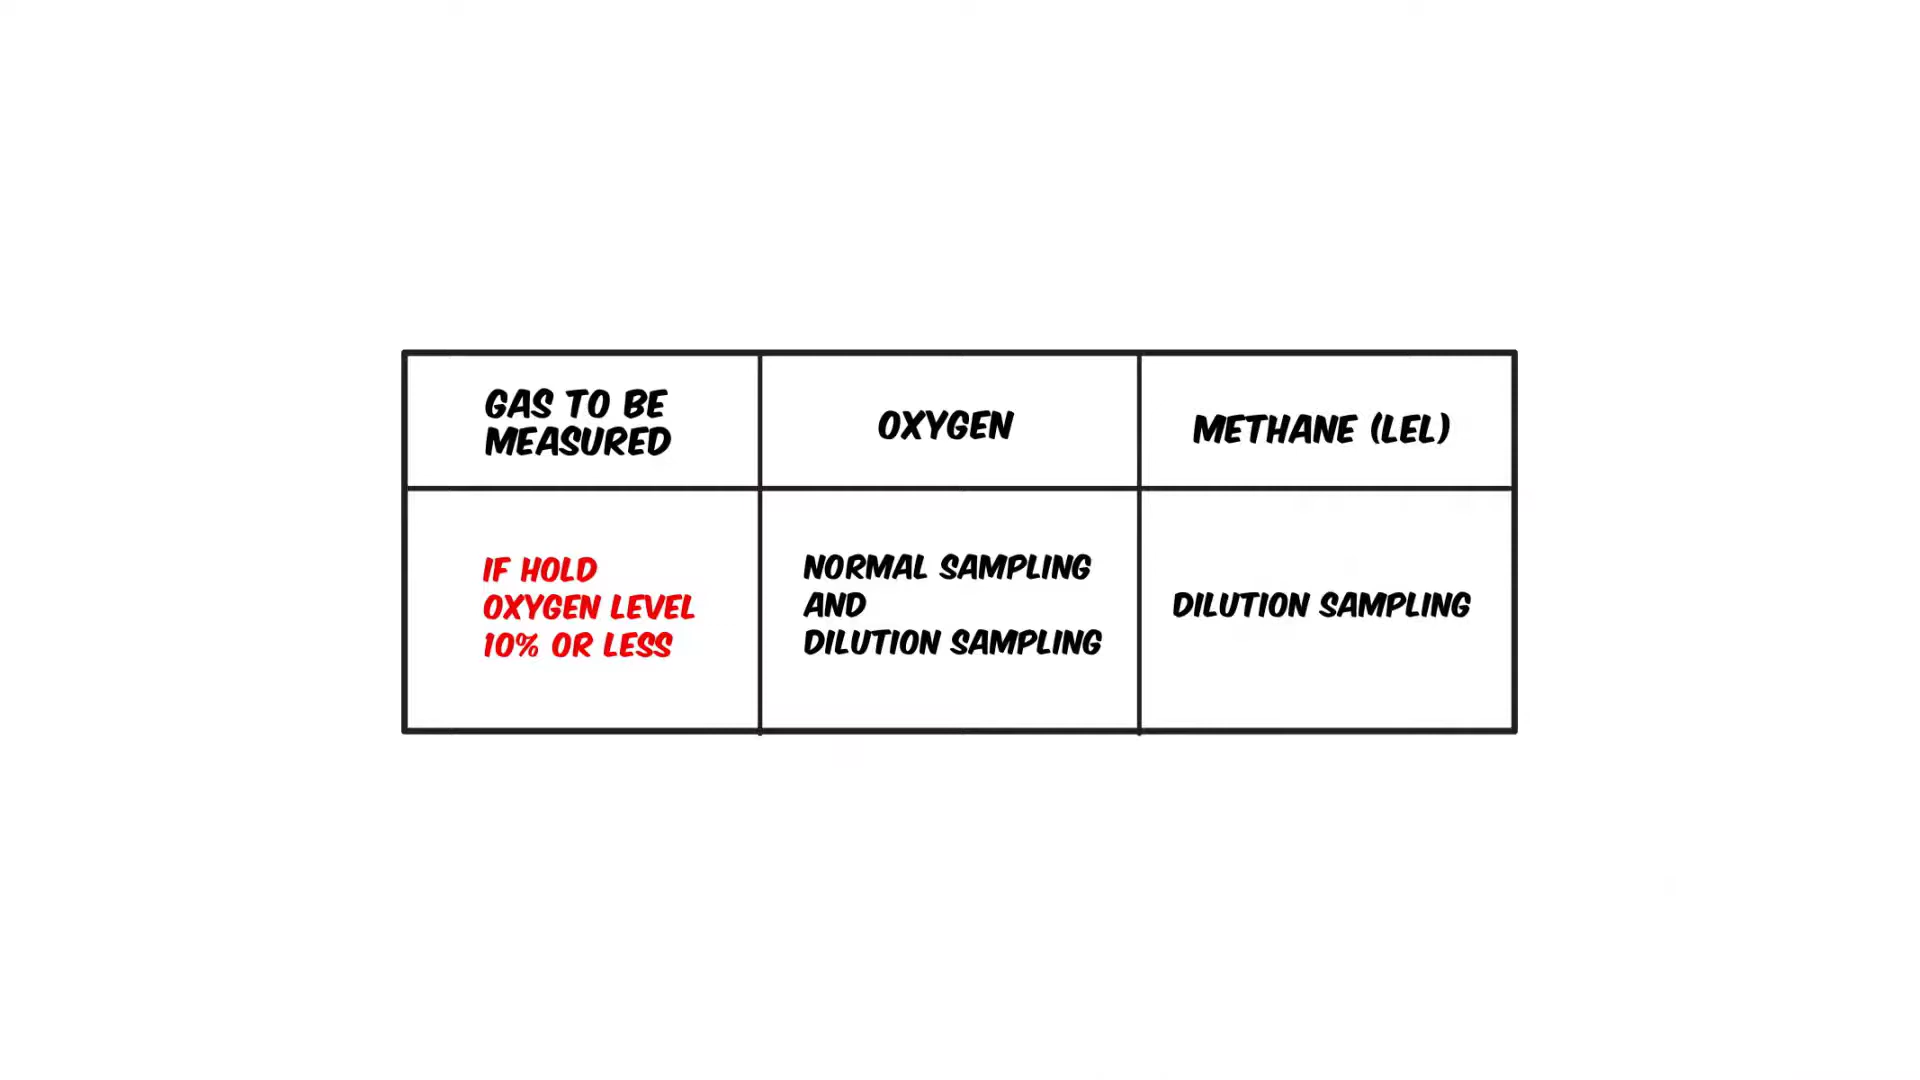 GAS TO BE
MEASURED
OXYGEN
METHANE (LEL)
IF HOLD
OXYGEN LEVEL
10% OR LESS
NORMAL SAMPLING
AND
DILUTION SAMPLING
DILUTION SAMPLING